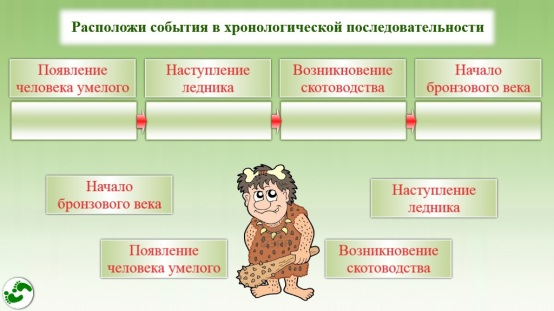 Расположи события в хронологической последовательности
Появление
человека умелого
Наступление
ледника
Возникновение
скотоводства
Начало
бронзового века
Начало
бронзового века
Наступление
ледника
Появление
человека умелого
Возникновение
скотоводства